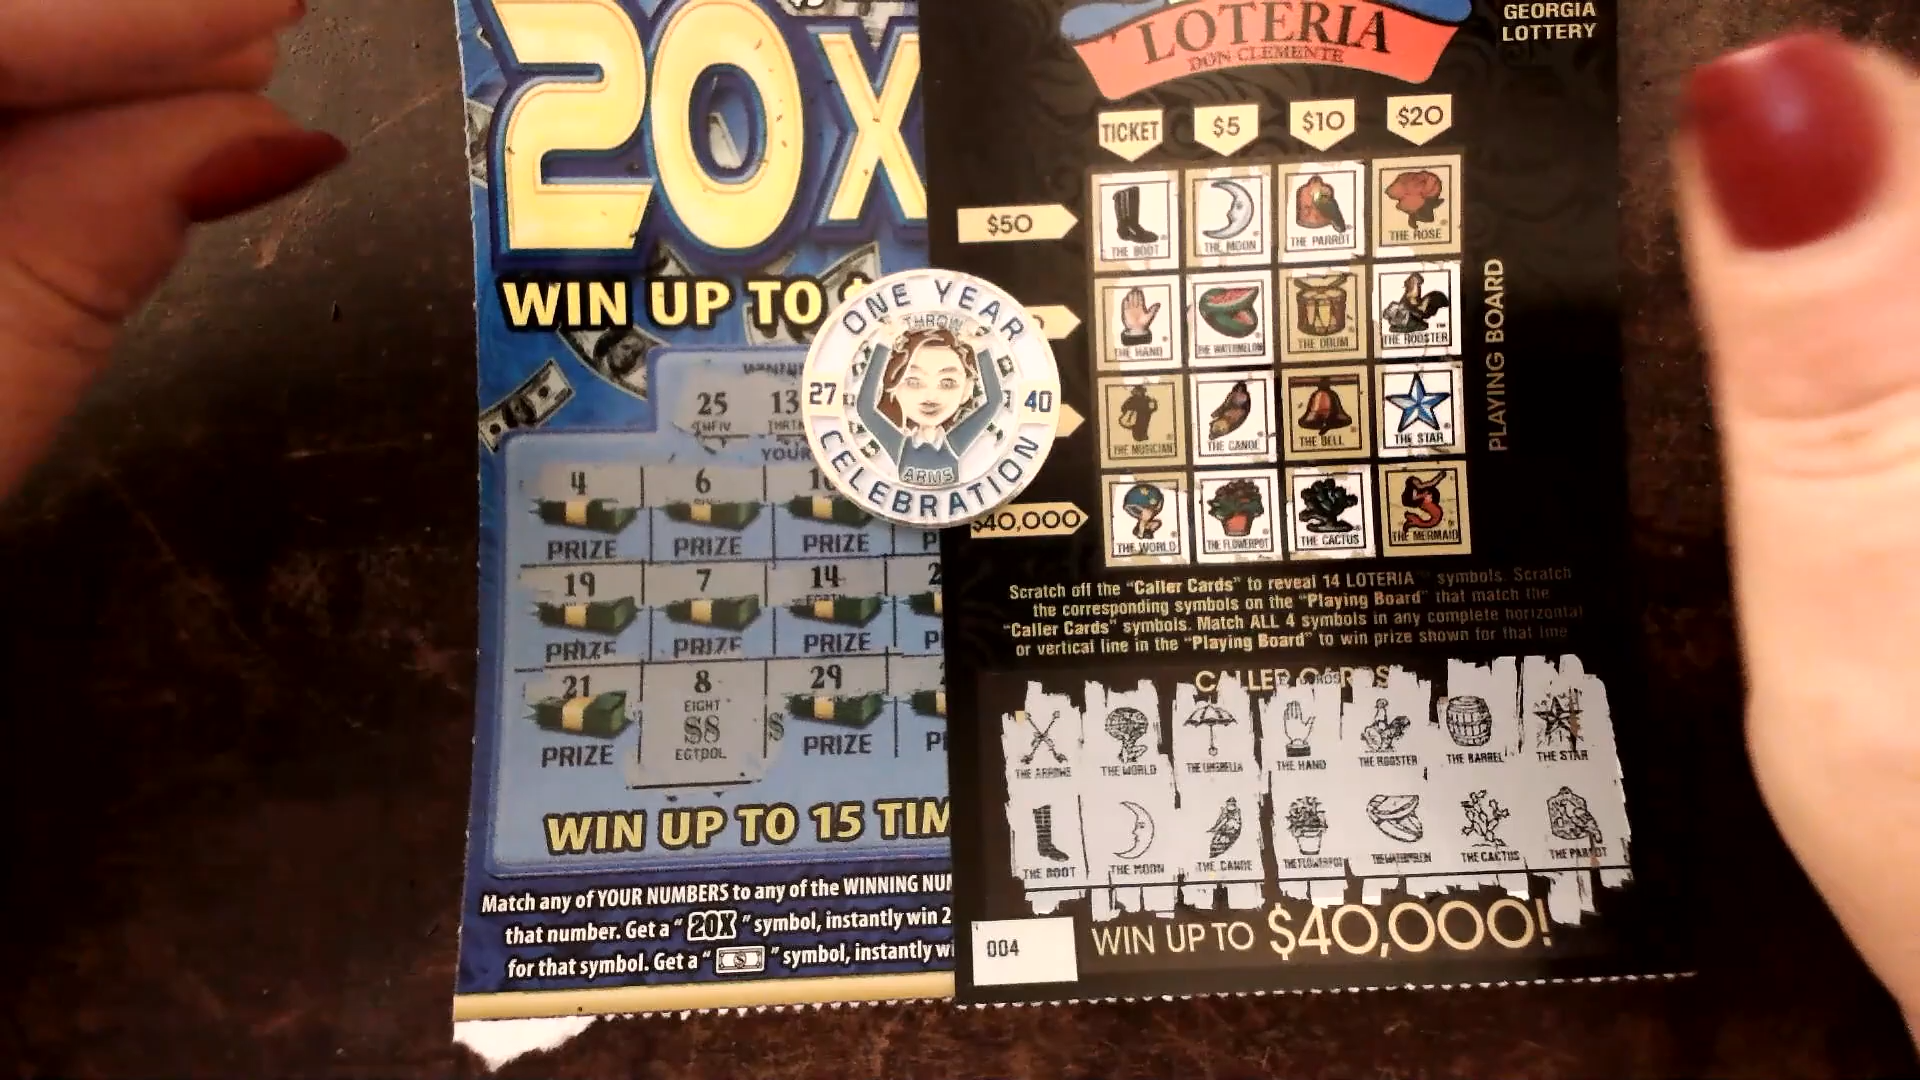 20X
WIN UP TO
25 13
YOUR
4 6
PRIZE PRIZE PRIZE
19 7 14
PRIZE PRIZE PRIZE
21 8 29
EIGHT
$8
PRIZE EGTDOL PRIZE
WIN UP TO 15 TIM
Match any of YOUR NUMBERS to any of the WINNING NUM
that number. Get a “ 20X ” symbol, instantly win 2
for that symbol. Get a “ $ ” symbol, instantly w
ONE YEAR
THROW
27 40
ARMS
CELEBRATION
LOTERIA
DON CLEMENTE
GEORGIA
LOTTERY
TICKET $5 $10 $20
$50
THE BOOT THE MOON THE PARROT THE ROSE
THE HAND THE WATERMELON THE DRUM THE ROOSTER
THE MUSICIAN THE CANOE THE BELL THE STAR
$40,000
THE WORLD THE FLOWERPOT THE CACTUS THE MERMAID
PLAYING BOARD
Scratch off the “Caller Cards” to reveal 14 LOTERIA™ symbols. Scratch
the corresponding symbols on the “Playing Board” that match the
“Caller Cards” symbols. Match ALL 4 symbols in any complete horizontal
or vertical line in the “Playing Board” to win prize shown for that line
CALLER CARDS
THE ARROWS THE WORLD THE UMBRELLA THE HAND THE ROOSTER THE BARREL THE STAR
THE BOOT THE MOON THE CANOE THE FLOWERPOT THE WATERMELON THE CACTUS THE PARROT
004
WIN UP TO $40,000!